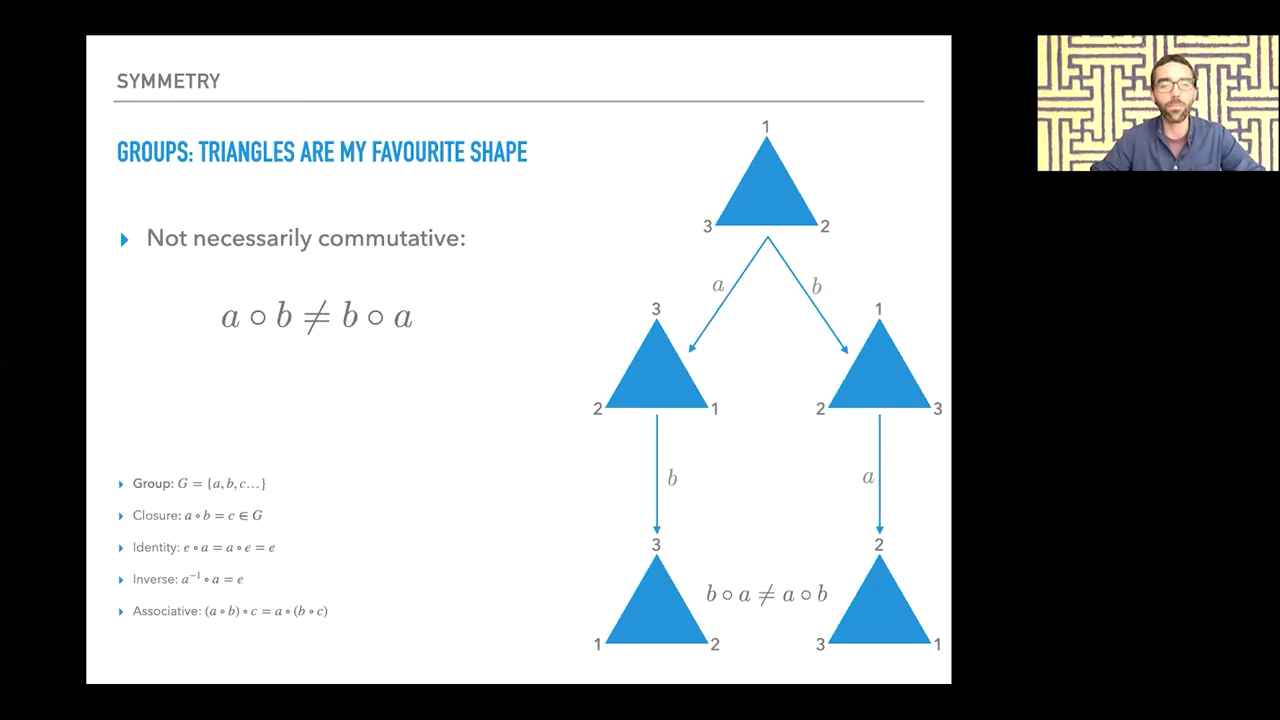 SYMMETRY
GROUPS: TRIANGLES ARE MY FAVOURITE SHAPE
Not necessarily commutative:
a ∘ b ≠ b ∘ a
Group: G = {a, b, c…}
Closure: a ∘ b = c ∈ G
Identity: e ∘ a = a ∘ e = e
Inverse: a⁻¹ ∘ a = e
Associative: (a ∘ b) ∘ c = a ∘ (b ∘ c)
1
3 2
a b
3 1
2 1 2 3
b a
3 2
b ∘ a ≠ a ∘ b
1 2 3 1